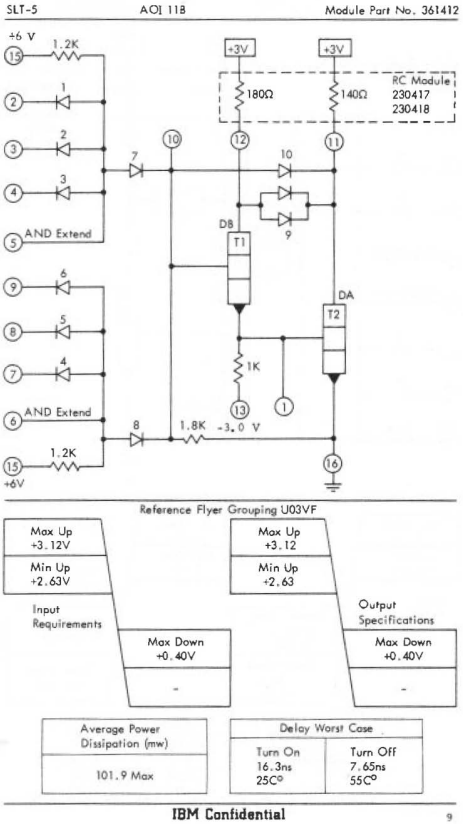 SLT-5 AOI 11B Module Part No. 361412
+6 V
1.2K
+3V +3V
15
1
180Ω 140Ω RC Module
230417
230418
2
2
3
7 10 12 11
10
3
4
AND Extend
5
9
DB
T1
6
9
DA
T2
5
8
4
7
1K
AND Extend
6
13 1
8 1.8K -3.0 V
1.2K
15
16
+6V
Reference Flyer Grouping U03VF
Max Up
+3.12V
Min Up
+2.63V
Input
Requirements
Max Down
+0.40V
-
Max Up
+3.12
Min Up
+2.63
Output
Specifications
Max Down
+0.40V
-
Average Power
Dissipation (mw)
101.9 Max
Delay Worst Case
Turn On Turn Off
16.3ns 7.65ns
25C° 55C°
IBM Confidential 9